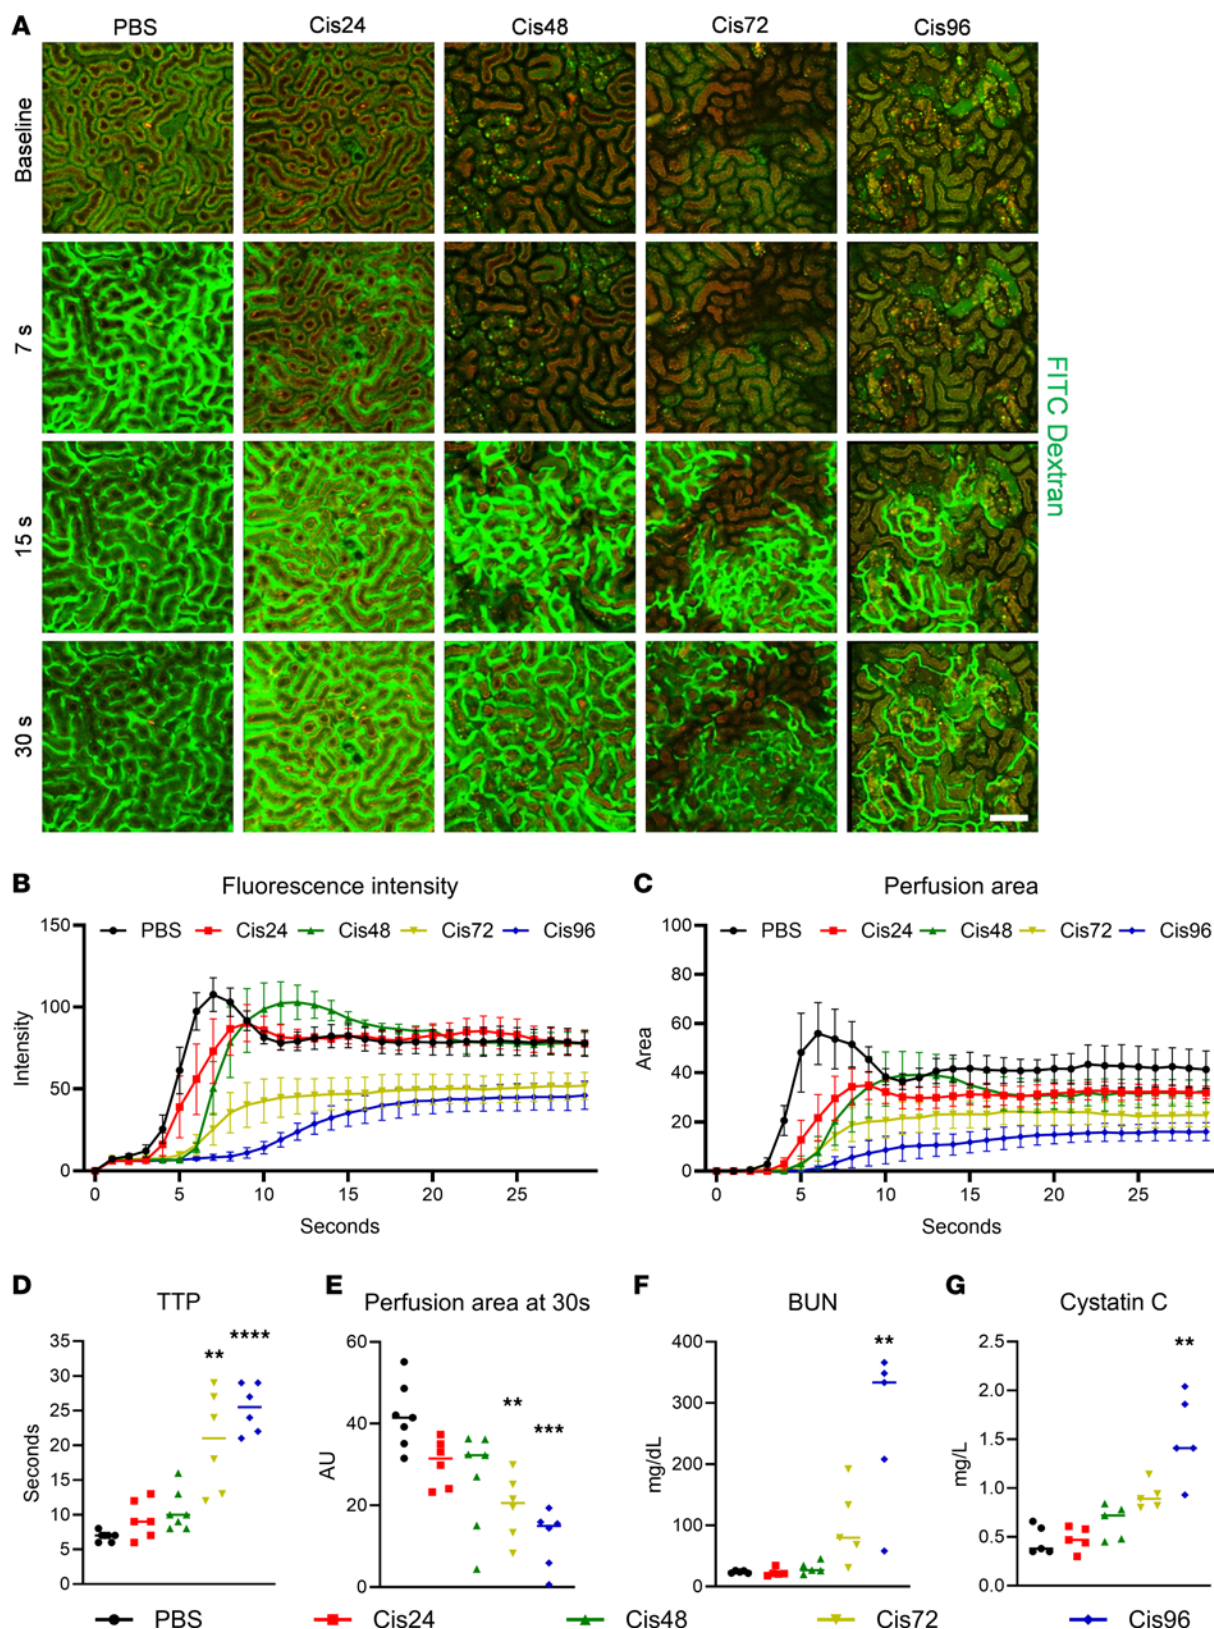 A
PBS Cis24 Cis48 Cis72 Cis96
Baseline
7 s
15 s
30 s
FITC Dextran
B Fluorescence intensity
PBS Cis24 Cis48 Cis72 Cis96
Intensity
150
100
50
0
0 5 10 15 20 25
Seconds
C Perfusion area
PBS Cis24 Cis48 Cis72 Cis96
Area
100
80
60
40
20
0
0 5 10 15 20 25
Seconds
D TTP
Seconds
35
30
25
20
15
10
5
0
** ****
E Perfusion area at 30s
AU
60
40
20
0
** ***
F BUN
mg/dL
400
300
200
100
0
**
G Cystatin C
mg/L
2.5
2.0
1.5
1.0
0.5
0.0
**
PBS Cis24 Cis48 Cis72 Cis96